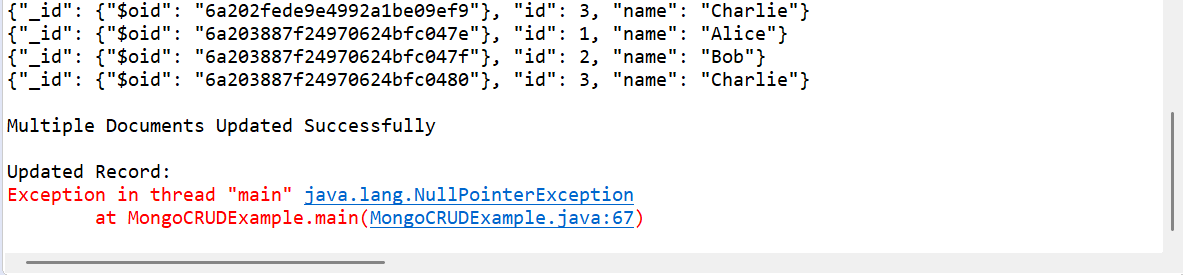 {"_id": {"$oid": "6a202fede9e4992a1be09ef9"}, "id": 3, "name": "Charlie"}
{"_id": {"$oid": "6a203887f24970624bfc047e"}, "id": 1, "name": "Alice"}
{"_id": {"$oid": "6a203887f24970624bfc047f"}, "id": 2, "name": "Bob"}
{"_id": {"$oid": "6a203887f24970624bfc0480"}, "id": 3, "name": "Charlie"}
Multiple Documents Updated Successfully
Updated Record:
Exception in thread "main" java.lang.NullPointerException
at MongoCRUDExample.main(MongoCRUDExample.java:67)